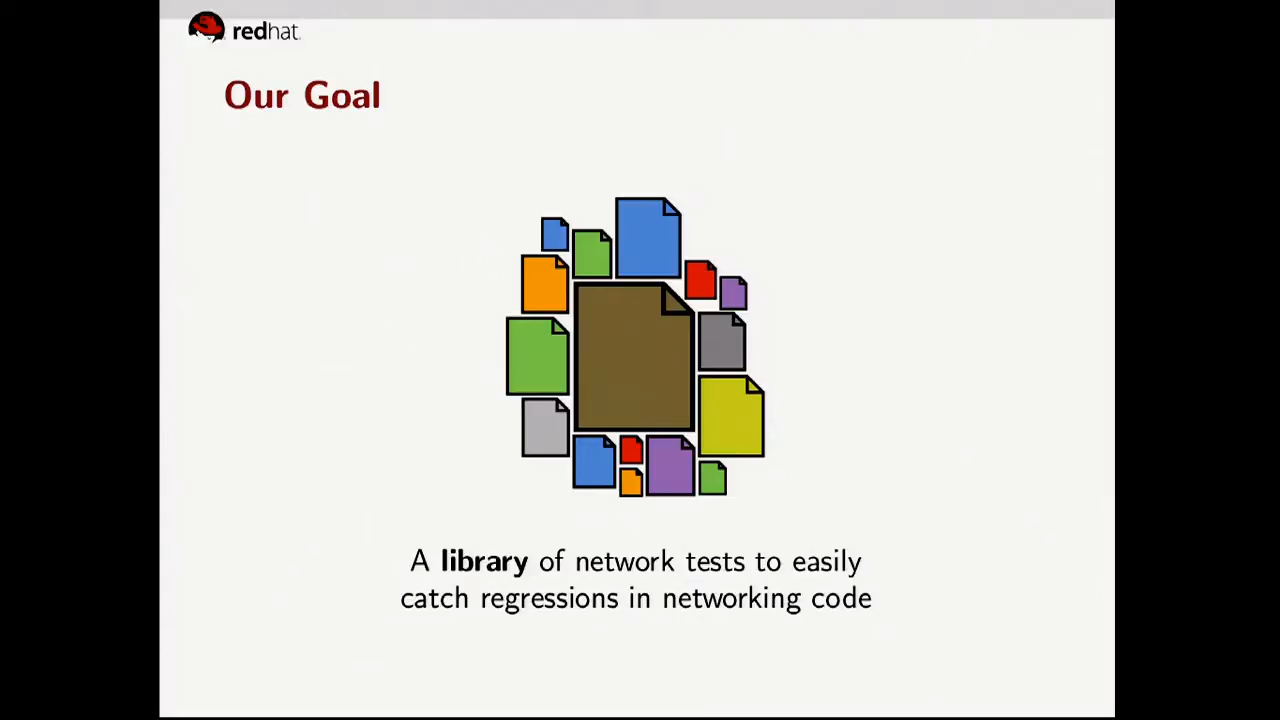 redhat.
Our Goal
A library of network tests to easily
catch regressions in networking code